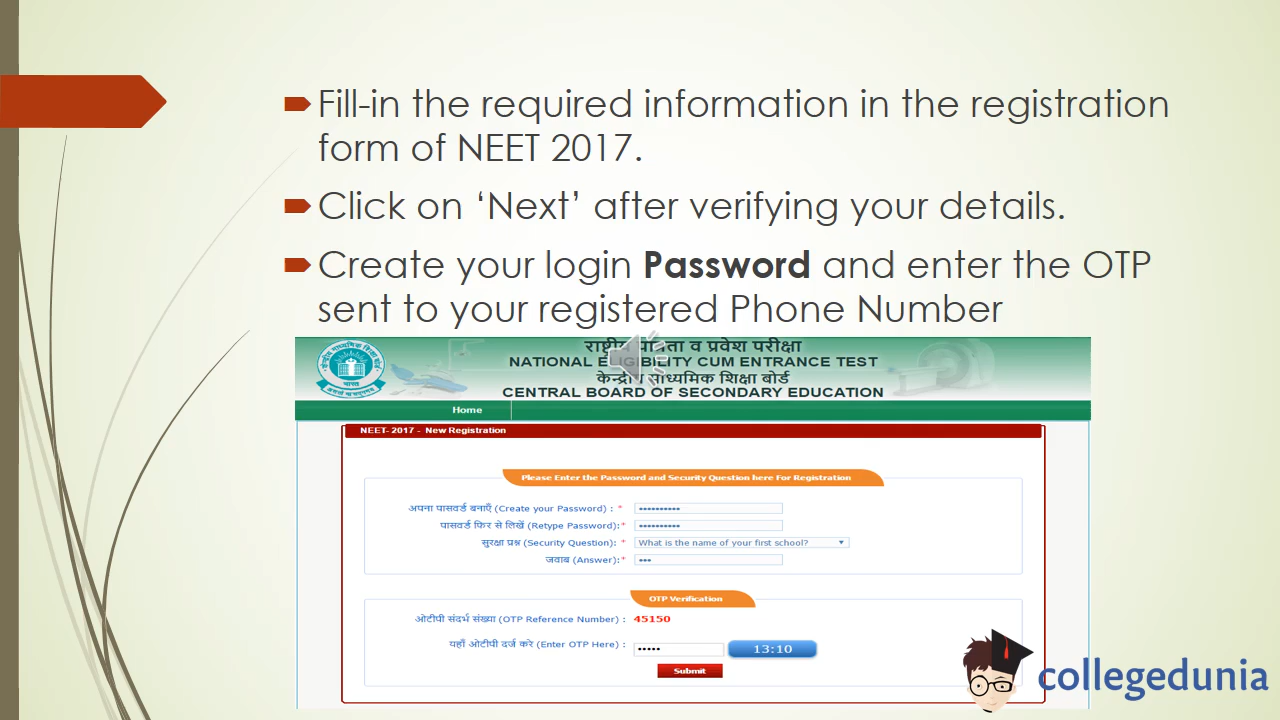 Fill-in the required information in the registration
form of NEET 2017.
Click on ‘Next’ after verifying your details.
Create your login Password and enter the OTP
sent to your registered Phone Number
व प्रवेश परीक्षा
NATIONAL ELIGIBILITY CUM ENTRANCE TEST
माध्यमिक शिक्षा बोर्ड
CENTRAL BOARD OF SECONDARY EDUCATION
भारत
Home
NEET- 2017 - New Registration
Please Enter the Password and Security Question here For Registration
अपना पासवर्ड बनाएँ (Create your Password) : * ••••••••••
पासवर्ड फिर से लिखें (Retype Password):* ••••••••••
सुरक्षा प्रश्न (Security Question): * What is the name of your first school?
जवाब (Answer):* •••
OTP Verification
ओटीपी संदर्भ संख्या (OTP Reference Number) : 45150
यहाँ ओटीपी दर्ज करे (Enter OTP Here) : ••••• 13:10
Submit
collegedunia